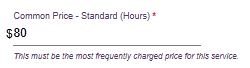 Common Price - Standard (Hours) *
$80
This must be the most frequently charged price for this service.